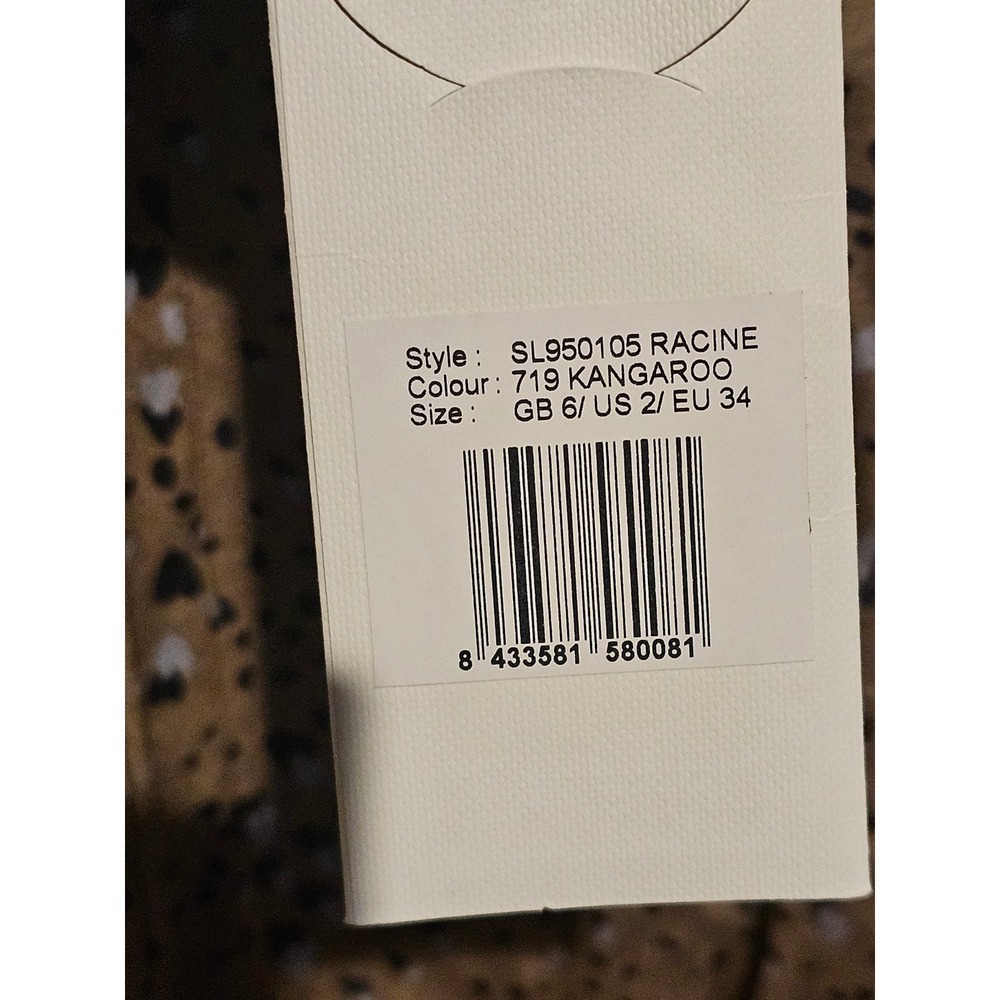 Style : SL950105 RACINE
Colour : 719 KANGAROO
Size : GB 6/ US 2/ EU 34
8 433581 580081